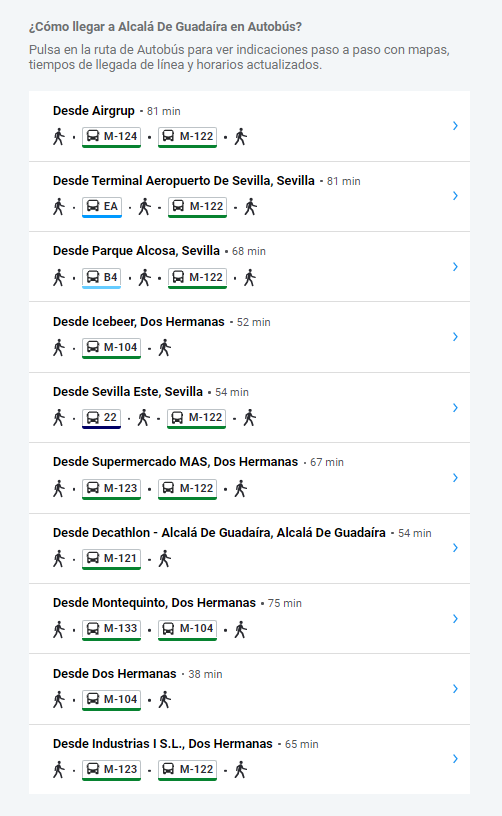 ¿Cómo llegar a Alcalá De Guadaíra en Autobús?
Pulsa en la ruta de Autobús para ver indicaciones paso a paso con mapas,
tiempos de llegada de línea y horarios actualizados.
Desde Airgrup • 81 min
M-124 • M-122
Desde Terminal Aeropuerto De Sevilla, Sevilla • 81 min
EA • M-122
Desde Parque Alcosa, Sevilla • 68 min
B4 • M-122
Desde Icebeer, Dos Hermanas • 52 min
M-104
Desde Sevilla Este, Sevilla • 54 min
22 • M-122
Desde Supermercado MAS, Dos Hermanas • 67 min
M-123 • M-122
Desde Decathlon - Alcalá De Guadaíra, Alcalá De Guadaíra • 54 min
M-121
Desde Montequinto, Dos Hermanas • 75 min
M-133 • M-104
Desde Dos Hermanas • 38 min
M-104
Desde Industrias I S.L., Dos Hermanas • 65 min
M-123 • M-122